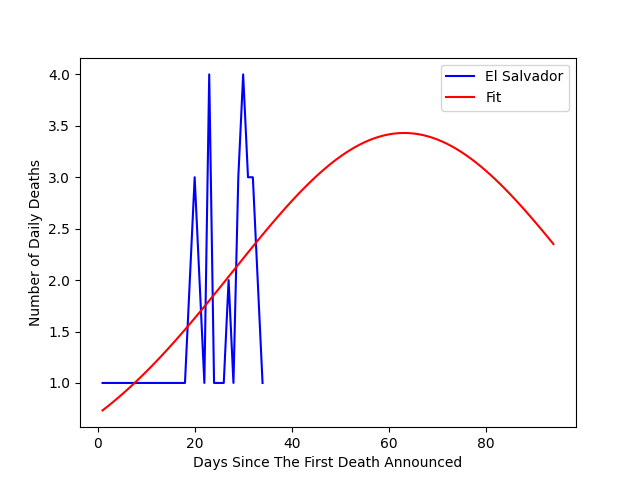 El Salvador
Fit
4.0
3.5
3.0
2.5
2.0
1.5
1.0
Number of Daily Deaths
0 20 40 60 80
Days Since The First Death Announced